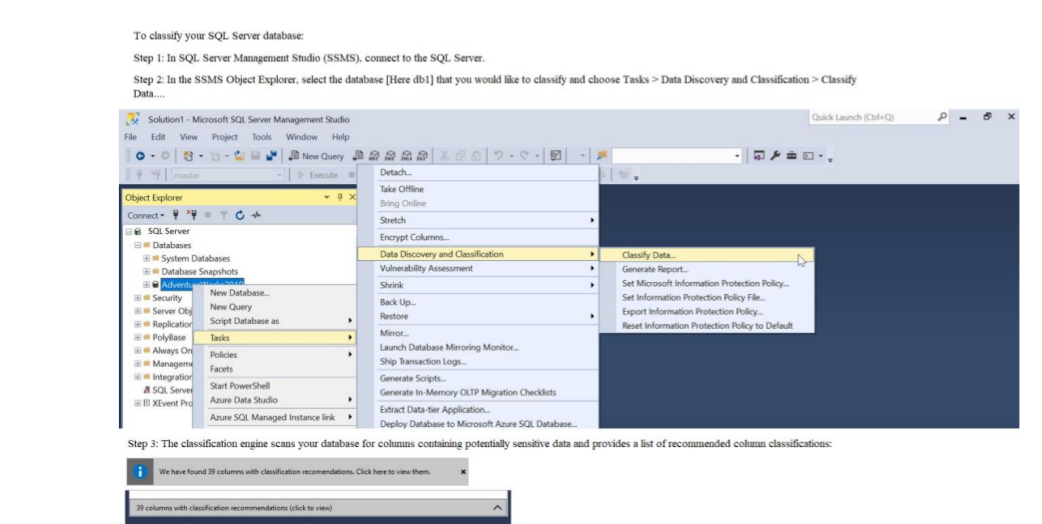 To classify your SQL Server database:
Step 1: In SQL Server Management Studio (SSMS), connect to the SQL Server.
Step 2: In the SSMS Object Explorer, select the database [Here db1] that you would like to classify and choose Tasks > Data Discovery and Classification > Classify
Data....
Solution1 - Microsoft SQL Server Management Studio
Quick Launch (Ctrl+Q)
File Edit View Project Tools Window Help
New Query
master
Execute
Object Explorer
Connect
SQL Server
Databases
System Databases
Database Snapshots
Security
Server Obj
Replication
PolyBase
Always On
Manageme
Integration
SQL Server
XEvent Pro
New Database...
New Query
Script Database as
Tasks
Policies
Facets
Start PowerShell
Azure Data Studio
Azure SQL Managed Instance link
Detach...
Take Offline
Bring Online
Stretch
Encrypt Columns...
Data Discovery and Classification
Vulnerability Assessment
Shrink
Back Up...
Restore
Mirror...
Launch Database Mirroring Monitor...
Ship Transaction Logs...
Generate Scripts...
Generate In-Memory OLTP Migration Checklists
Extract Data-tier Application...
Deploy Database to Microsoft Azure SQL Database...
Classify Data...
Generate Report...
Set Microsoft Information Protection Policy...
Set Information Protection Policy File...
Export Information Protection Policy...
Reset Information Protection Policy to Default
Step 3: The classification engine scans your database for columns containing potentially sensitive data and provides a list of recommended column classifications:
We have found 39 columns with classification recomendations. Click here to view them.
39 columns with classification recommendations (click to view)